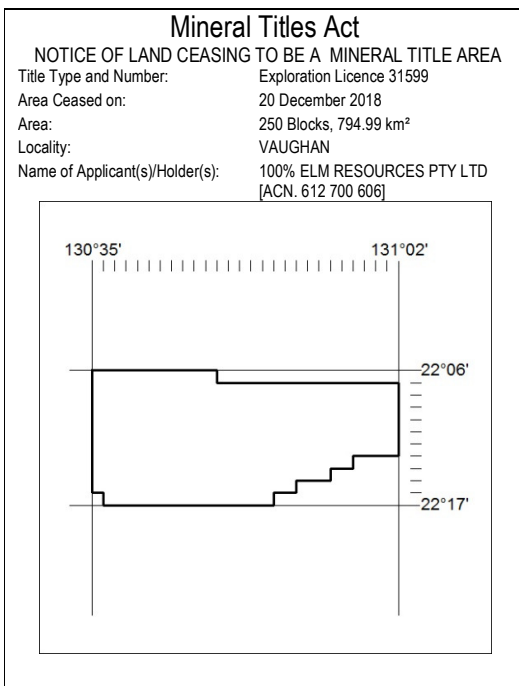 Mineral Titles Act
NOTICE OF LAND CEASING TO BE A MINERAL TITLE AREA
Title Type and Number: Exploration Licence 31599
Area Ceased on: 20 December 2018
Area: 250 Blocks, 794.99 km²
Locality: VAUGHAN
Name of Applicant(s)/Holder(s): 100% ELM RESOURCES PTY LTD
[ACN. 612 700 606]
130°35' 131°02'
22°06'
22°17'